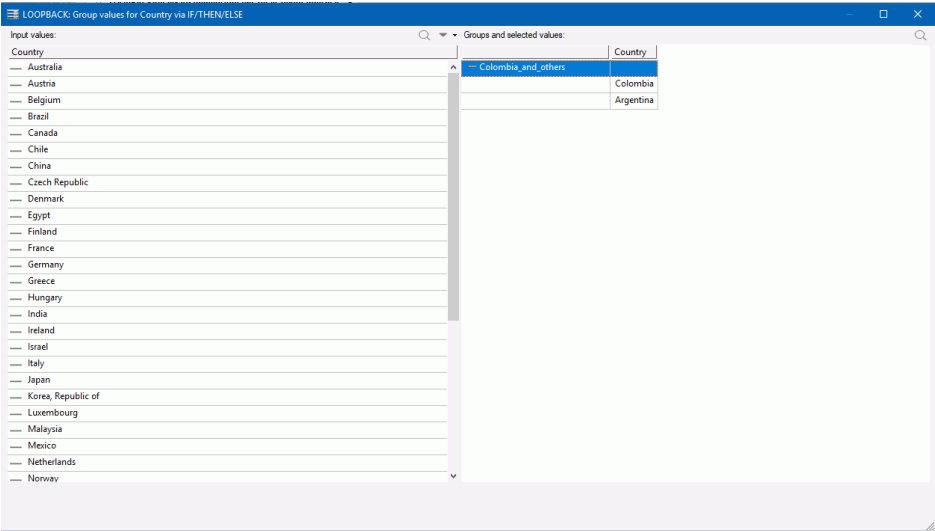 LOOPBACK: Group values for Country via IF/THEN/ELSE
Input values:
Groups and selected values:
Country
Australia
Austria
Belgium
Brazil
Canada
Chile
China
Czech Republic
Denmark
Egypt
Finland
France
Germany
Greece
Hungary
India
Ireland
Israel
Italy
Japan
Korea, Republic of
Luxembourg
Malaysia
Mexico
Netherlands
Norway
Country
Colombia_and_others
Colombia
Argentina